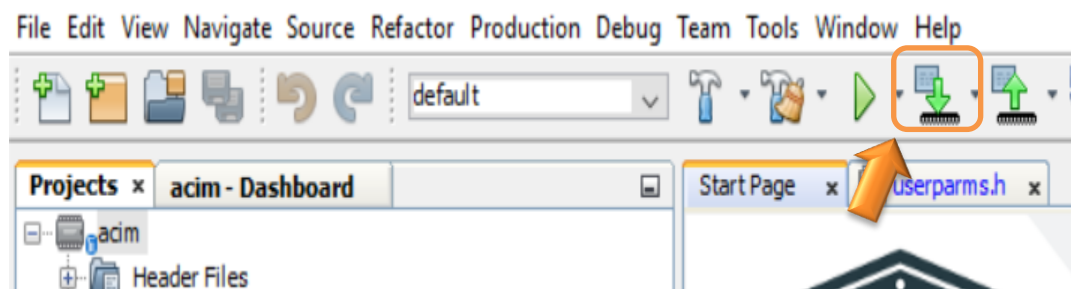 File Edit View Navigate Source Refactor Production Debug Team Tools Window Help
default
Projects x acim - Dashboard
Start Page x userparms.h x
acim
Header Files